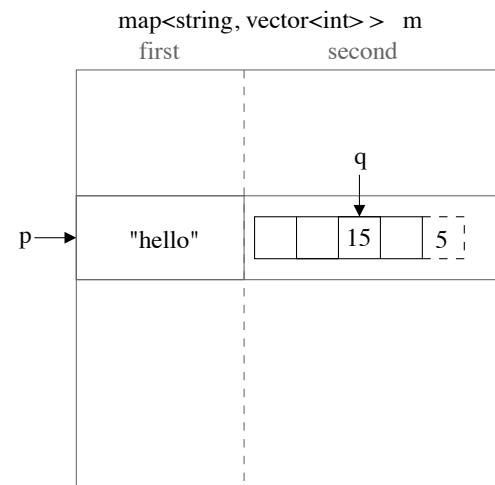 map<string, vector<int> > m
first second
q
p "hello" 15 5